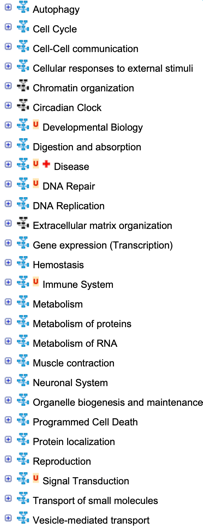 Autophagy
Cell Cycle
Cell-Cell communication
Cellular responses to external stimuli
Chromatin organization
Circadian Clock
U Developmental Biology
Digestion and absorption
U Disease
U DNA Repair
DNA Replication
Extracellular matrix organization
Gene expression (Transcription)
Hemostasis
U Immune System
Metabolism
Metabolism of proteins
Metabolism of RNA
Muscle contraction
Neuronal System
Organelle biogenesis and maintenance
Programmed Cell Death
Protein localization
Reproduction
U Signal Transduction
Transport of small molecules
Vesicle-mediated transport